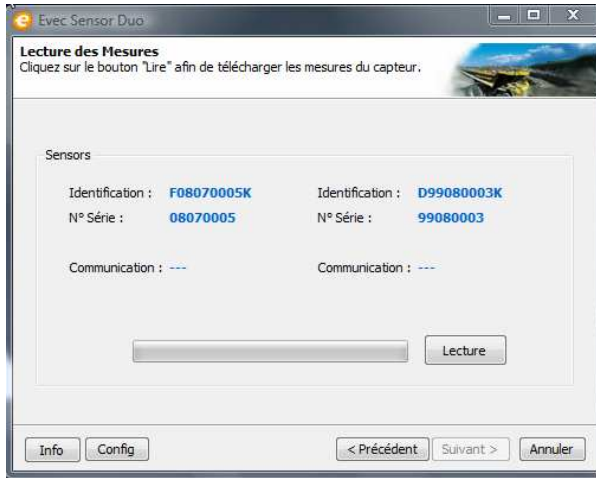 Evec Sensor Duo
Lecture des Mesures
Cliquez sur le bouton "Lire" afin de télécharger les mesures du capteur.
Sensors
Identification : F08070005K Identification : D99080003K
N° Série : 08070005 N° Série : 99080003
Communication : --- Communication : ---
Lecture
Info Config < Précédent Suivant > Annuler